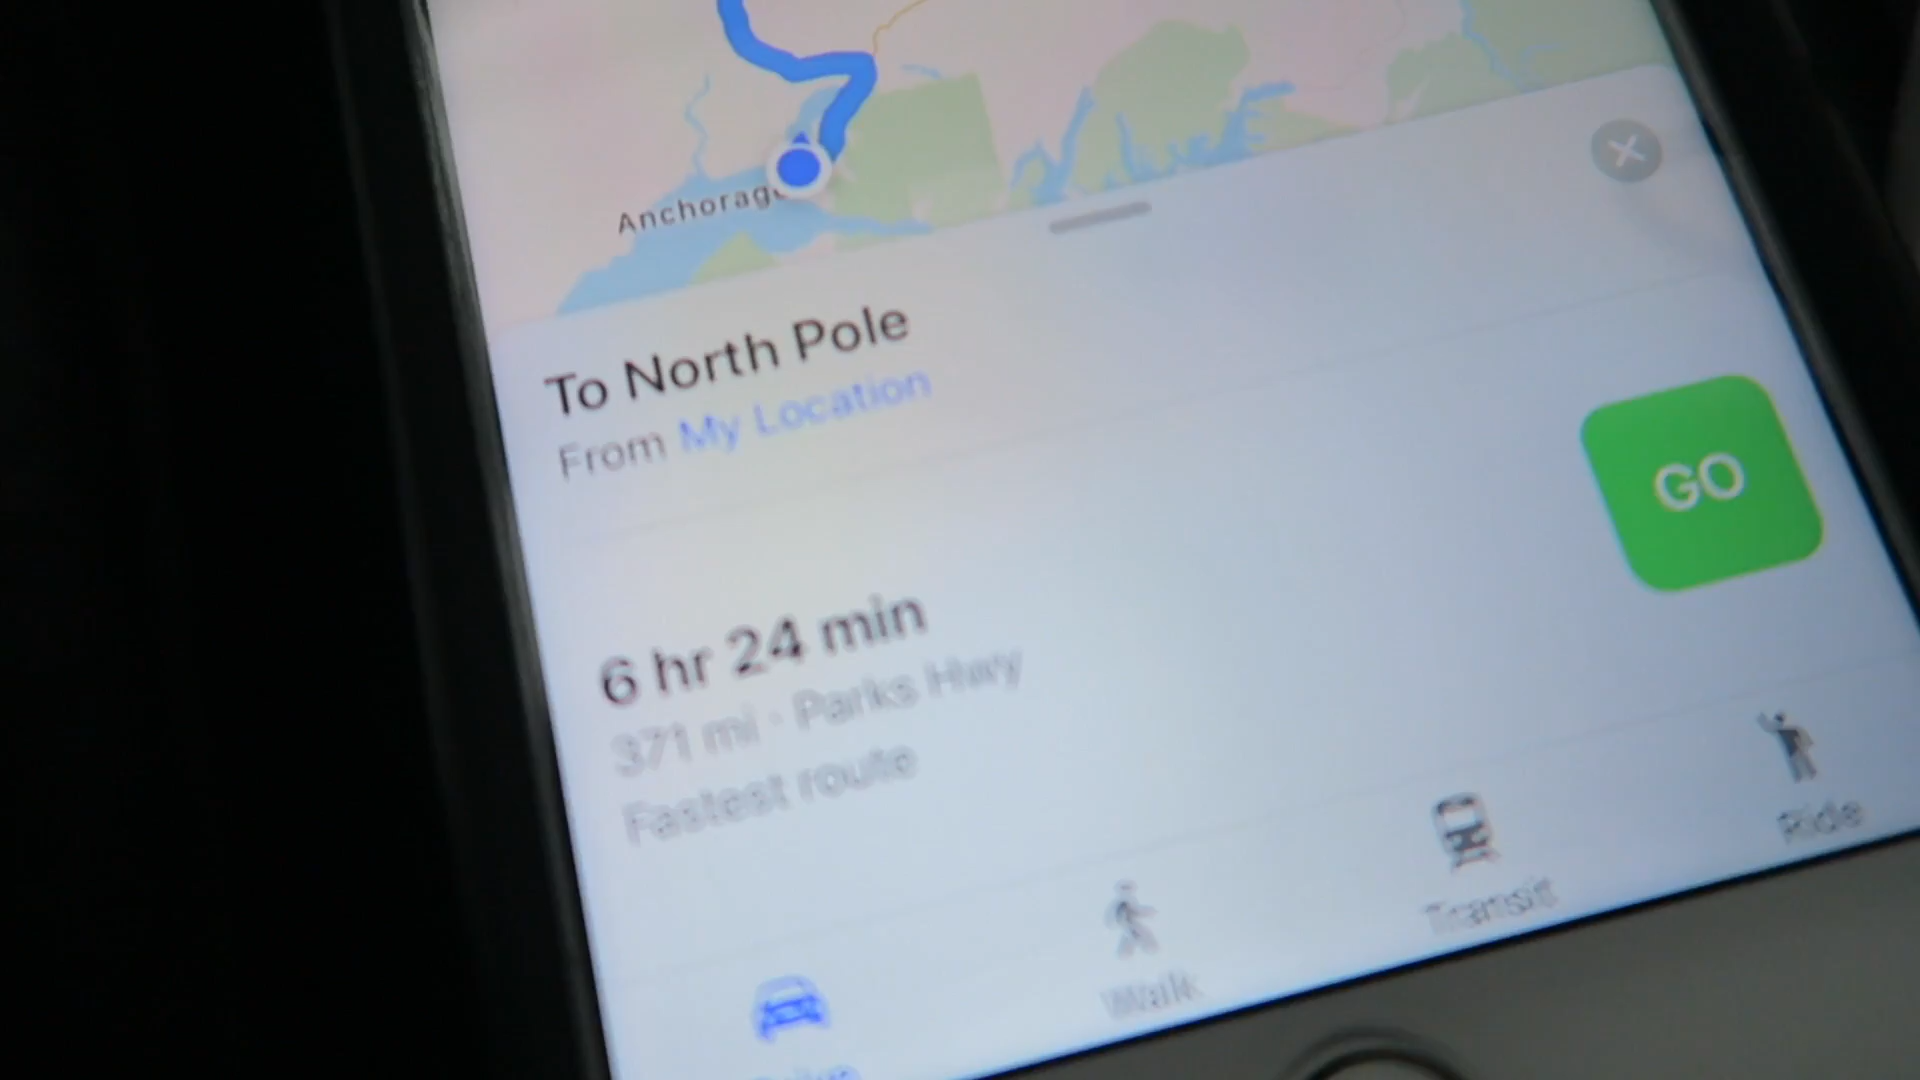 Anchorage
To North Pole
From My Location
GO
6 hr 24 min
371 mi · Parks Hwy
Fastest route
Ride
Transit
Walk
Drive